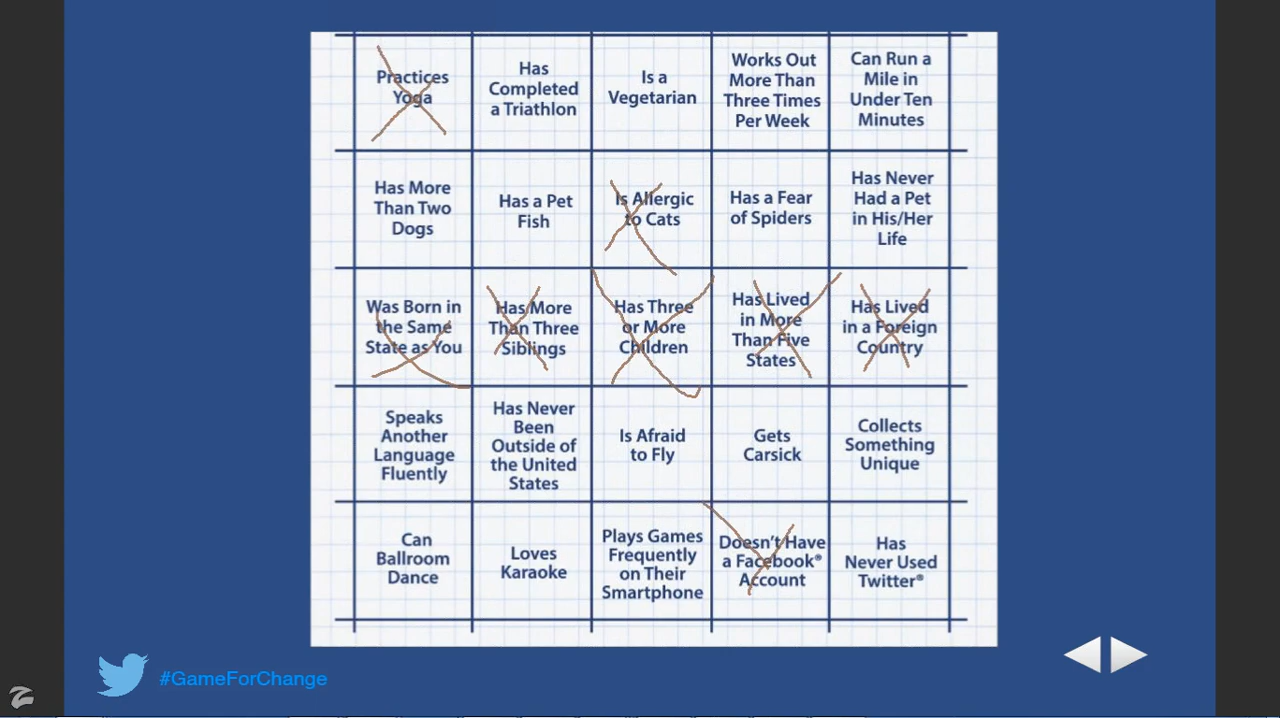 Practices
Yoga
Has
Completed
a Triathlon
Is a
Vegetarian
Works Out
More Than
Three Times
Per Week
Can Run a
Mile in
Under Ten
Minutes
Has More
Than Two
Dogs
Has a Pet
Fish
Is Allergic
to Cats
Has a Fear
of Spiders
Has Never
Had a Pet
in His/Her
Life
Was Born in
the Same
State as You
Has More
Than Three
Siblings
Has Three
or More
Children
Has Lived
in More
Than Five
States
Has Lived
in a Foreign
Country
Speaks
Another
Language
Fluently
Has Never
Been
Outside of
the United
States
Is Afraid
to Fly
Gets
Carsick
Collects
Something
Unique
Can
Ballroom
Dance
Loves
Karaoke
Plays Games
Frequently
on Their
Smartphone
Doesn't Have
a Facebook®
Account
Has
Never Used
Twitter®
#GameForChange